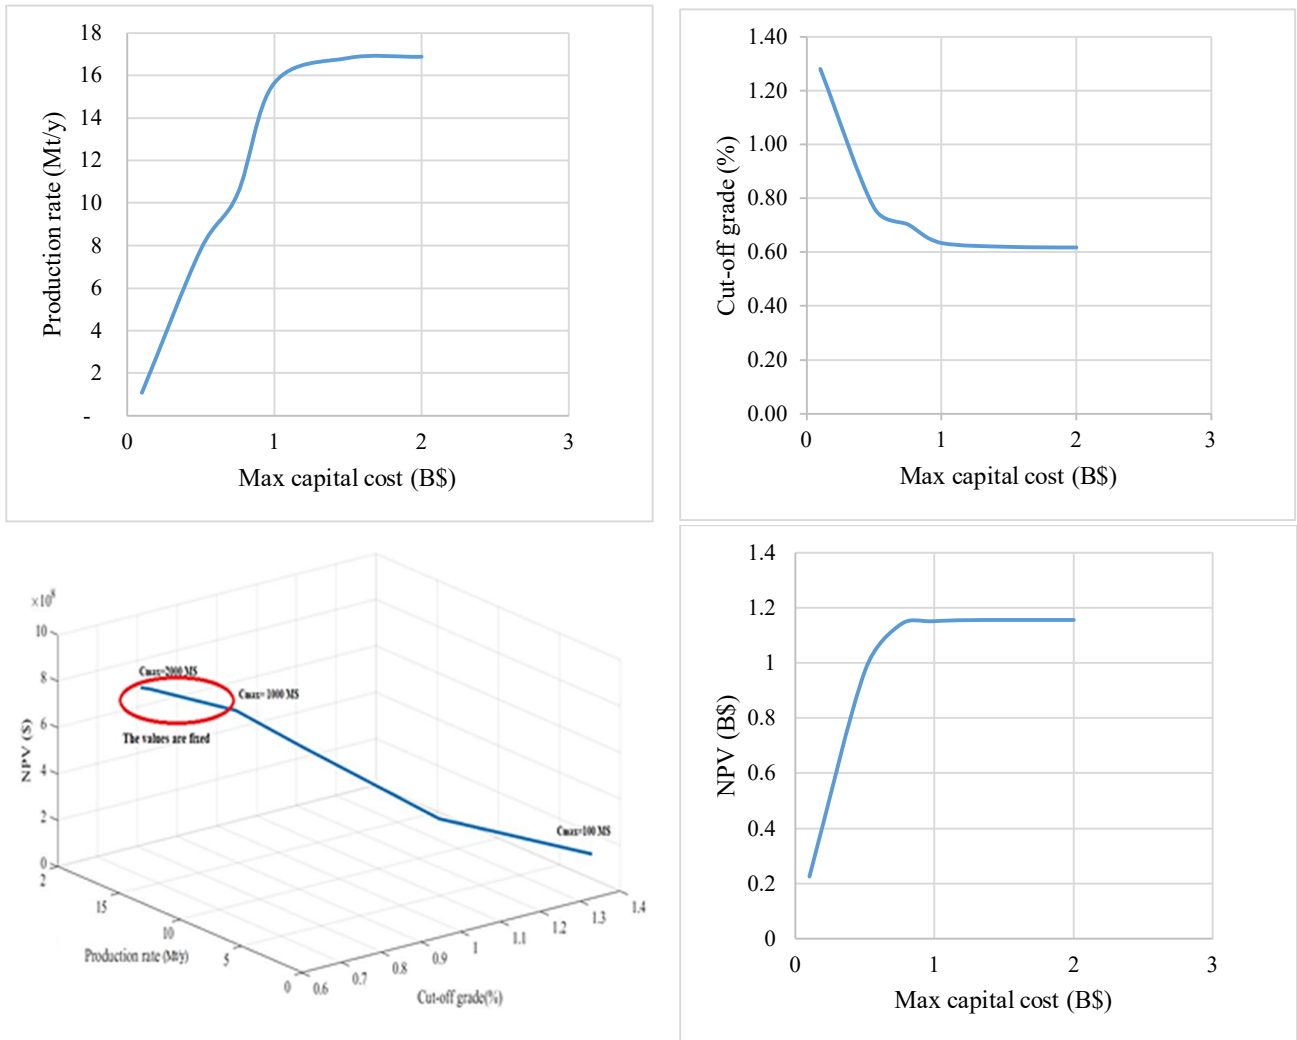 18
16
14
12
10
8
6
4
2
-
0 1 2 3
Production rate (Mt/y)
Max capital cost (B$)
1.40
1.20
1.00
0.80
0.60
0.40
0.20
0.00
0 1 2 3
Cut-off grade (%)
Max capital cost (B$)
×10⁸
10
8
6
4
2
0
NPV ($)
Cmax=2000 M$
Cmax=1000 M$
The values are fixed
Cmax=100 M$
2
15
10
5
0
Production rate (Mt/y)
0.6 0.7 0.8 0.9 1 1.1 1.2 1.3 1.4
Cut-off grade(%)
1.4
1.2
1
0.8
0.6
0.4
0.2
0
0 1 2 3
NPV (B$)
Max capital cost (B$)